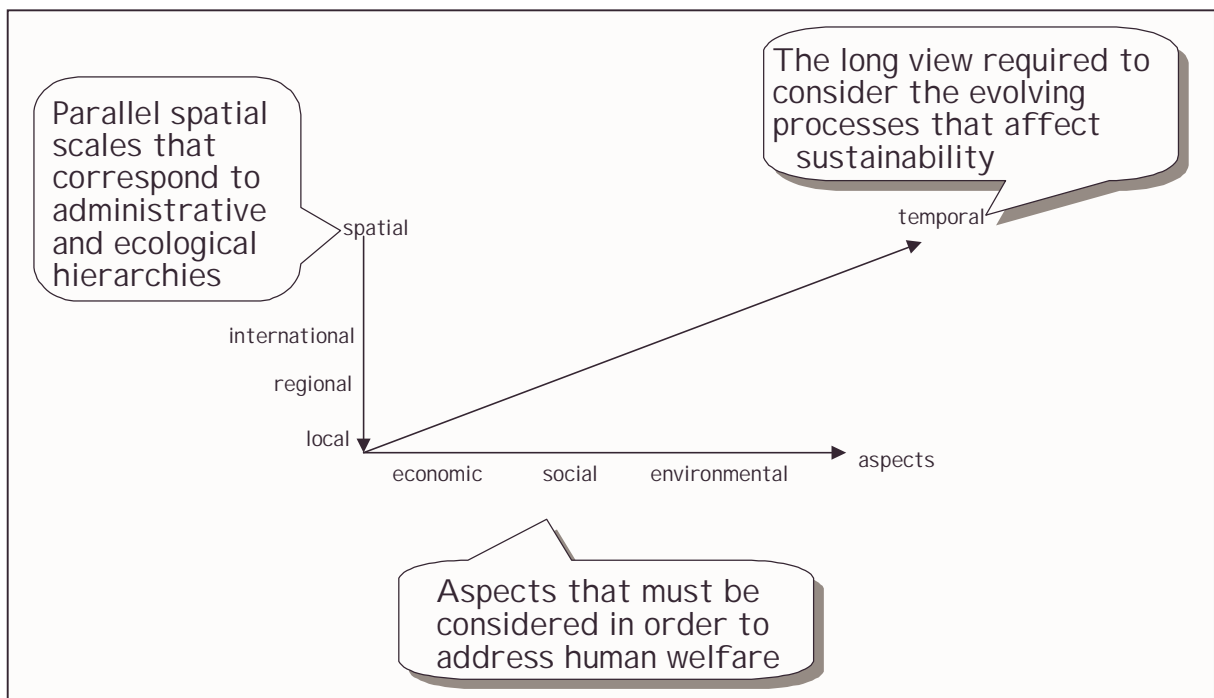 Parallel spatial
scales that
correspond to
administrative
and ecological
hierarchies
The long view required to
consider the evolving
processes that affect
sustainability
spatial
temporal
international
regional
local
economic social environmental
aspects
Aspects that must be
considered in order to
address human welfare